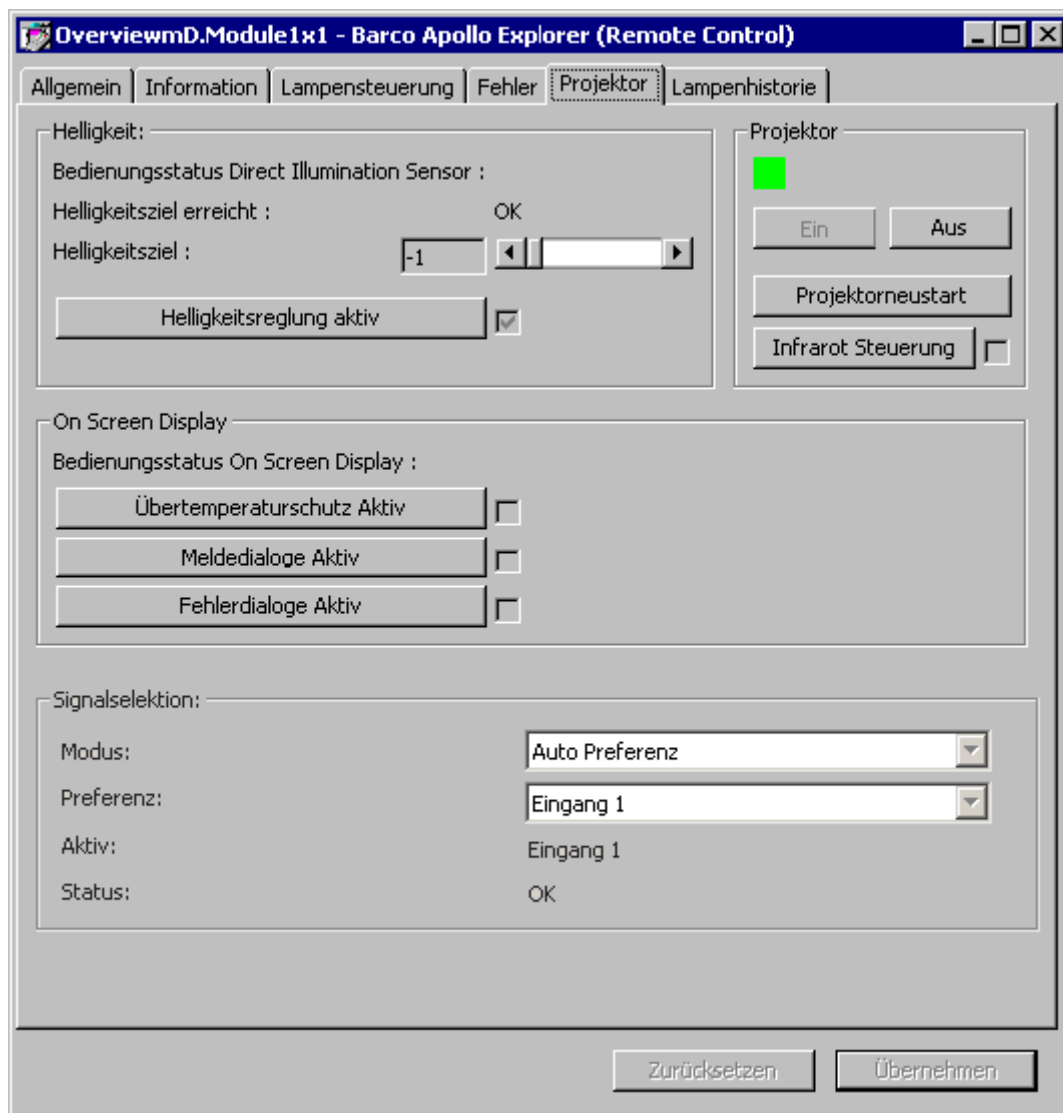 OverviewmD.Module1x1 - Barco Apollo Explorer (Remote Control)
Allgemein Information Lampensteuerung Fehler Projektor Lampenhistorie
Helligkeit:
Bedienungsstatus Direct Illumination Sensor :
Helligkeitsziel erreicht : OK
Helligkeitsziel : -1
Helligkeitsreglung aktiv
Projektor
Ein Aus
Projektorneustart
Infrarot Steuerung
On Screen Display
Bedienungsstatus On Screen Display :
Übertemperaturschutz Aktiv
Meldedialoge Aktiv
Fehlerdialoge Aktiv
Signalselektion:
Modus: Auto Preferenz
Preferenz: Eingang 1
Aktiv: Eingang 1
Status: OK
Zurücksetzen Übernehmen